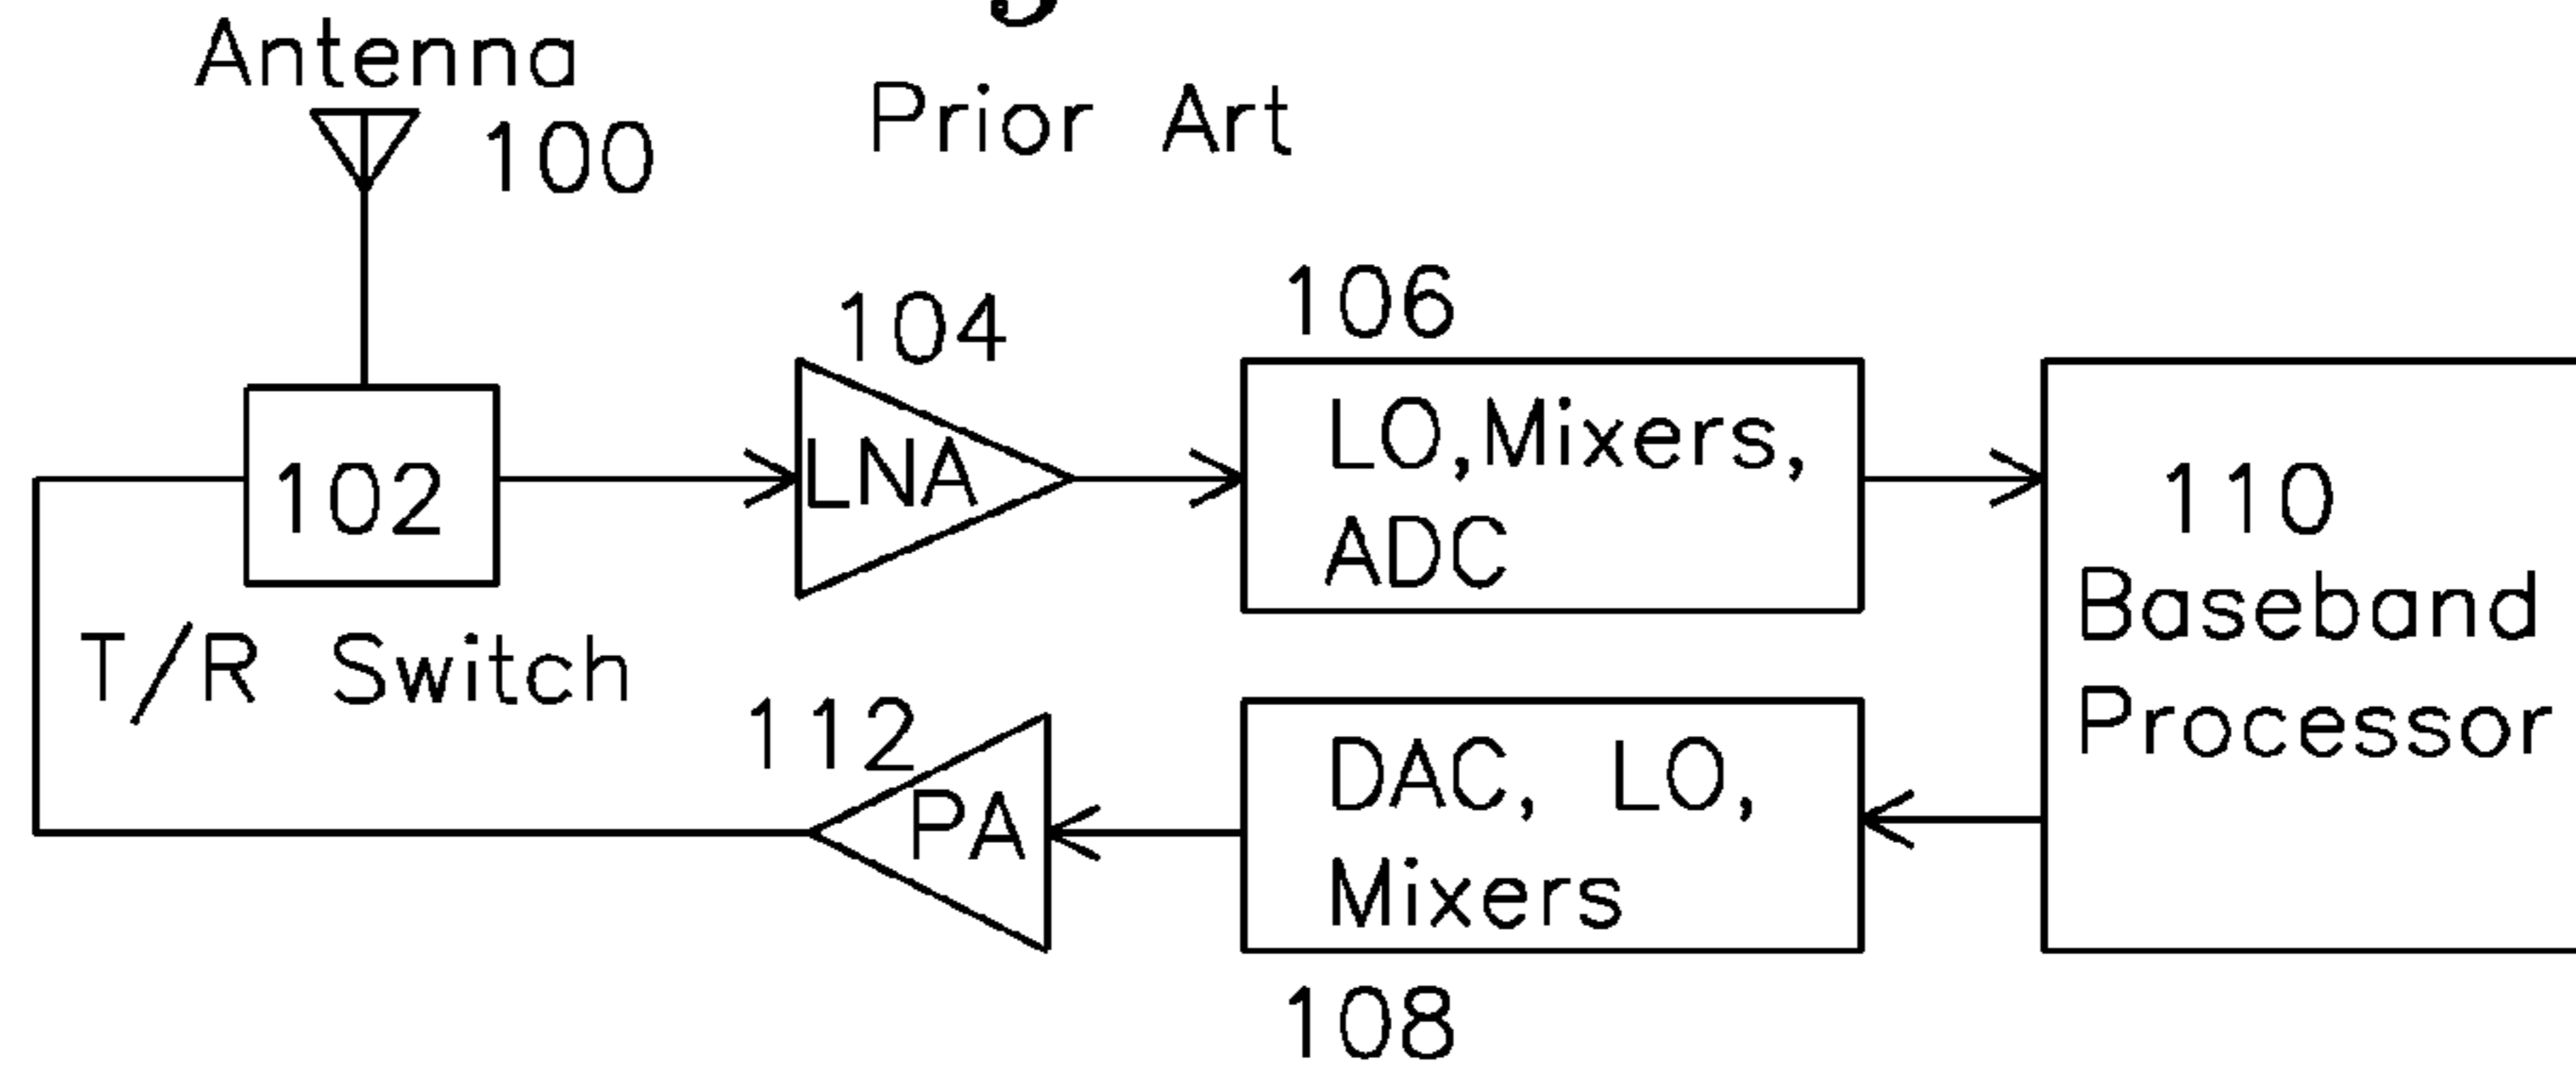 Antenna
100
Prior Art
104
106
LNA
LO,Mixers,
ADC
102
110
Baseband
Processor
T/R Switch
112
PA
DAC, LO,
Mixers
108